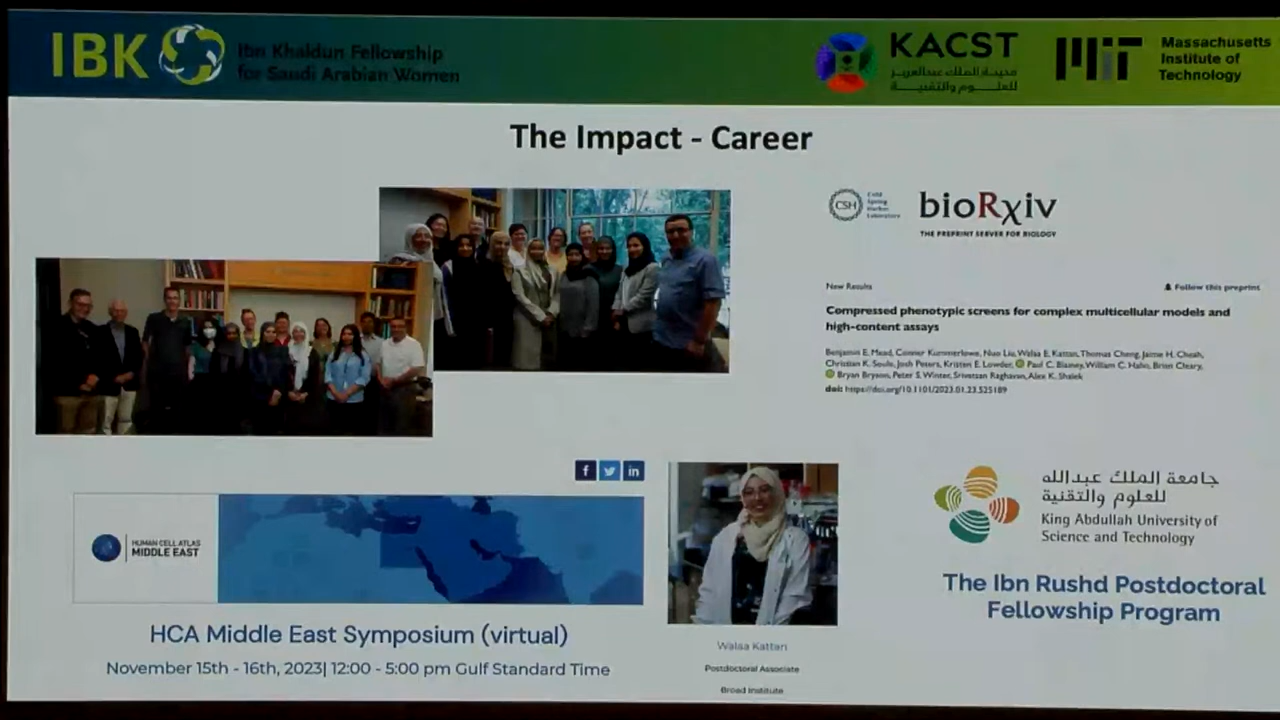 IBK
Ibn Khaldun Fellowship
for Saudi Arabian Women
KACST
مدينة الملك عبدالعزيز
للعلـــوم والتقنيـــة
MIT
Massachusetts
Institute of
Technology
The Impact - Career
CSH
Cold
Spring
Harbor
Laboratory
bioRxiv
THE PREPRINT SERVER FOR BIOLOGY
New Results
Follow this preprint
Compressed phenotypic screens for complex multicellular models and
high-content assays
Benjamin E. Mead, Conner Kummerlowe, Nuo Liu, Walaa E. Kattan, Thomas Cheng, Jaime H. Cheah,
Christian K. Soule, Josh Peters, Kristen E. Lowder, Paul C. Blainey, William C. Hahn, Brian Cleary,
Bryan Bryson, Peter S. Winter, Srivatsan Raghavan, Alex K. Shalek
doi: https://doi.org/10.1101/2023.01.23.525189
f
in
HUMAN CELL ATLAS
MIDDLE EAST
HCA Middle East Symposium (virtual)
November 15th - 16th, 2023| 12:00 - 5:00 pm Gulf Standard Time
Walaa Kattan
Postdoctoral Associate
Broad Institute
جامعة الملك عبدالله
للعلوم والتقنية
King Abdullah University of
Science and Technology
The Ibn Rushd Postdoctoral
Fellowship Program